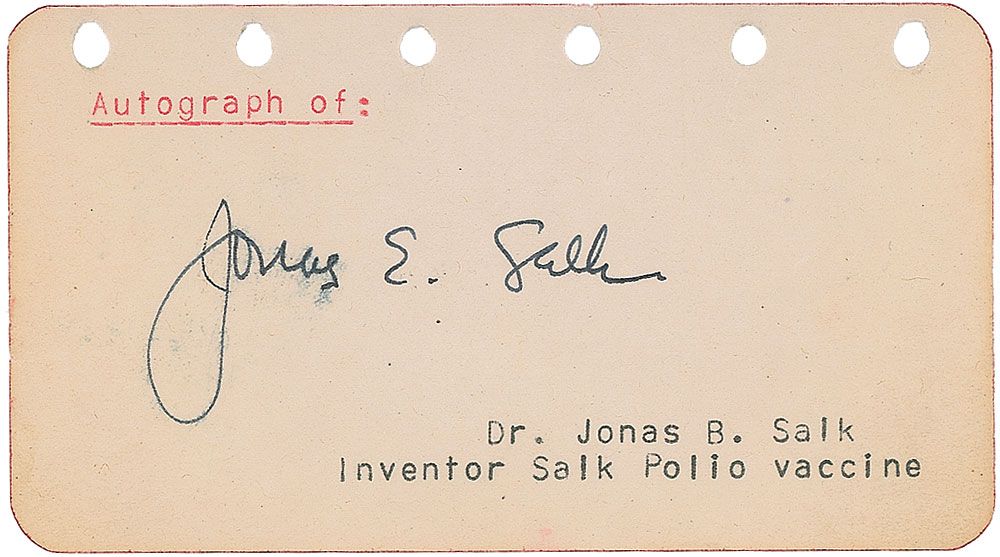 Autograph of:
Jonas E. Salk
Dr. Jonas B. Salk
Inventor Salk Polio vaccine